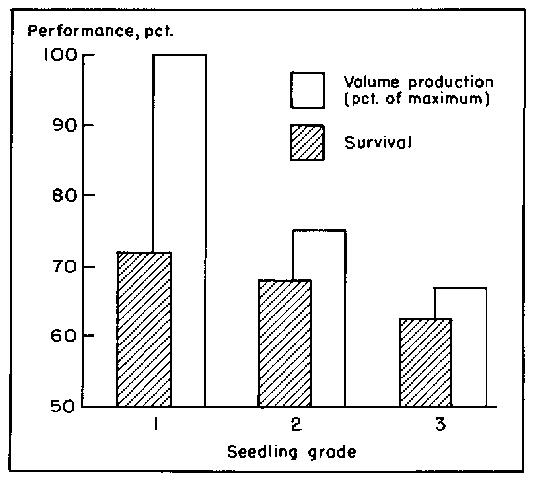 Performance, pct.
100
90
80
70
60
50
Volume production
(pct. of maximum)
Survival
1
2
3
Seedling grade